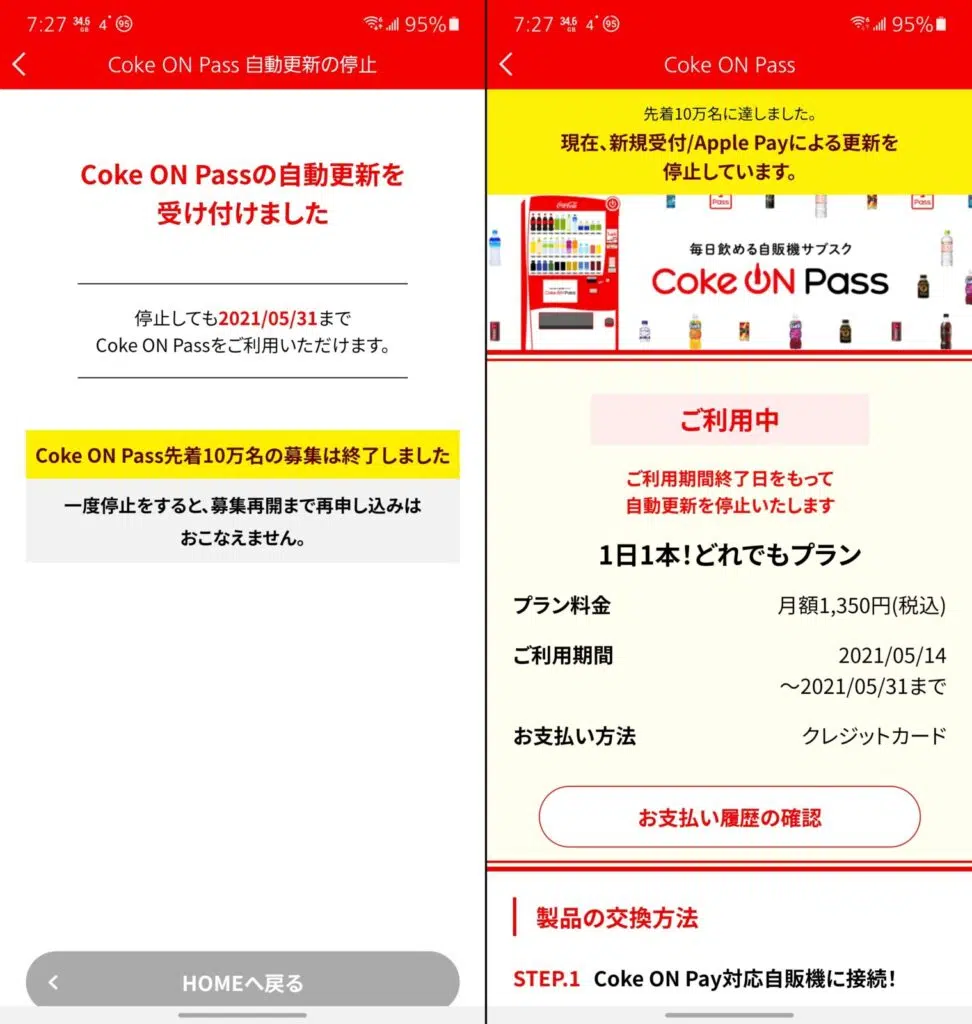 7:27 34.6 GB 4° 95 95%
Coke ON Pass 自動更新の停止
Coke ON Passの自動更新を
受け付けました
停止しても2021/05/31まで
Coke ON Passをご利用いただけます。
Coke ON Pass先着10万名の募集は終了しました
一度停止をすると、募集再開まで再申し込みは
おこなえません。
HOMEへ戻る
7:27 34.6 GB 4° 95 95%
Coke ON Pass
先着10万名に達しました。
現在、新規受付/Apple Payによる更新を
停止しています。
Pass
Pass
Coca-Cola
毎日飲める自販機サブスク
Coke ON Pass
Coke ON Pass
ご利用中
ご利用期間終了日をもって
自動更新を停止いたします
1日1本!どれでもプラン
プラン料金 月額1,350円(税込)
ご利用期間 2021/05/14
〜2021/05/31まで
お支払い方法 クレジットカード
お支払い履歴の確認
製品の交換方法
STEP.1 Coke ON Pay対応自販機に接続!